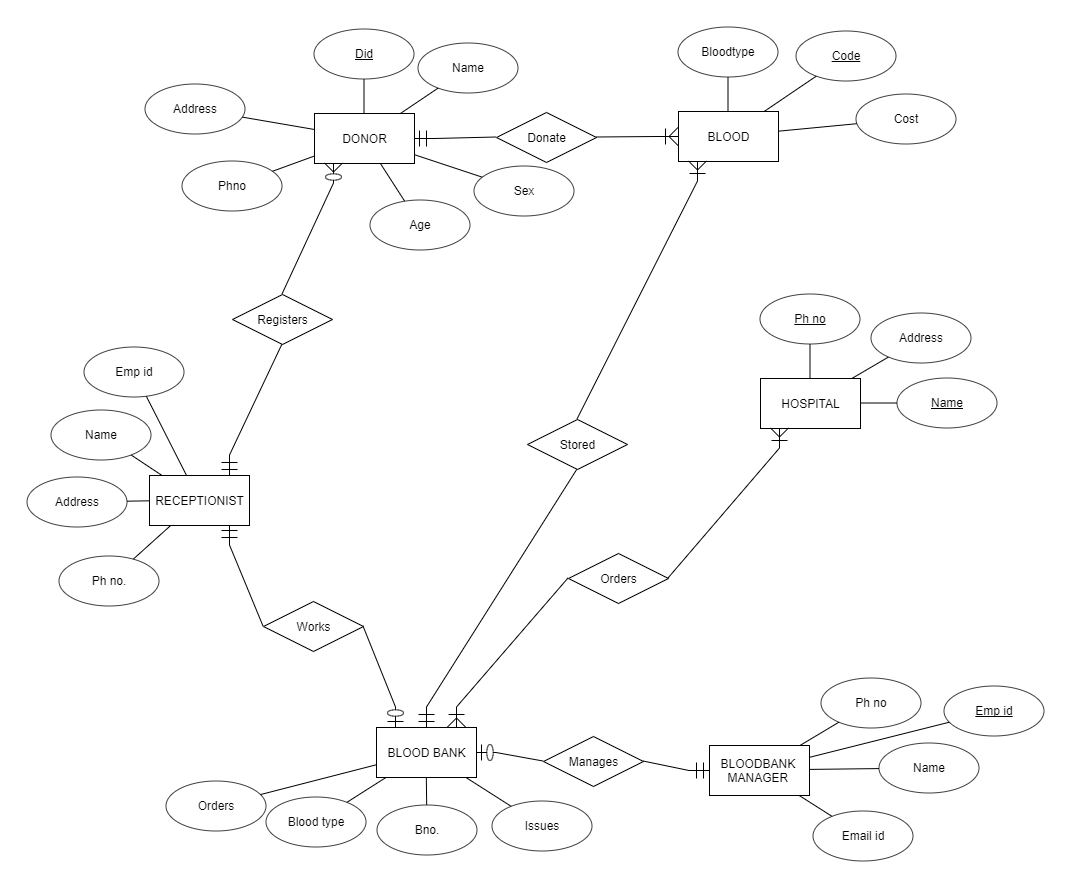 Did
Name
Bloodtype
Code
Address
Cost
DONOR
Donate
BLOOD
Phno
Sex
Age
Registers
Ph no
Address
Emp id
HOSPITAL
Name
Name
Stored
RECEPTIONIST
Address
Ph no.
Orders
Works
Ph no
Emp id
BLOOD BANK
Manages
BLOODBANK
MANAGER
Name
Orders
Blood type
Bno.
Issues
Email id